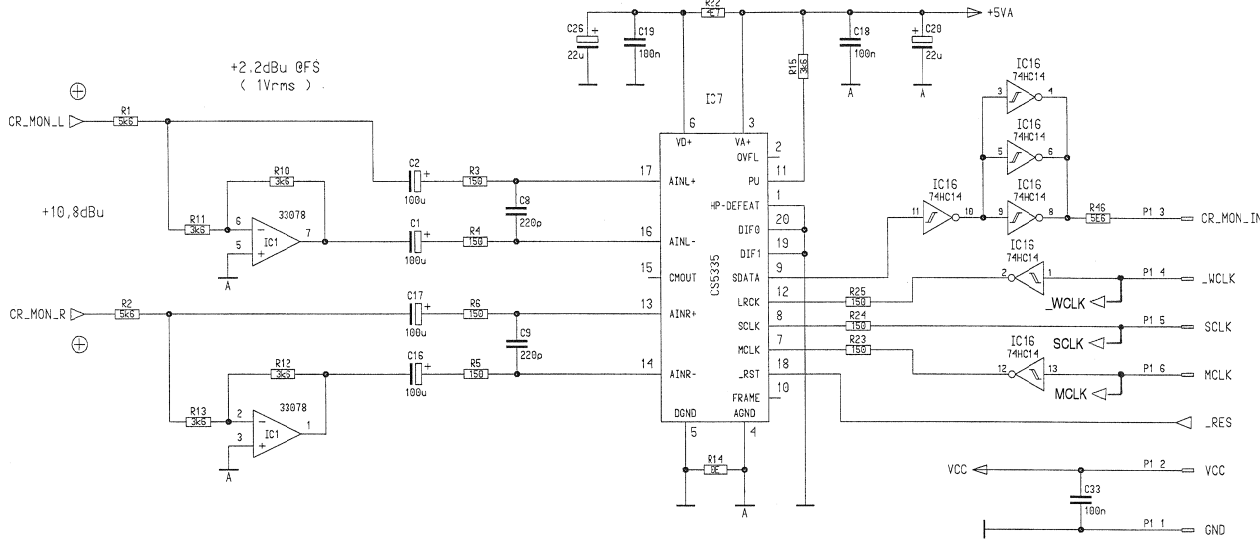 R22
4E7
+5VA
C26
+
22u
C19
100n
C18
100n
+
C20
22u
R15
3k6
A
A
+2.2dBu @FS
( 1Vrms )
IC7
IC16
74HC14
3
4
CR_MON_L
R1
5k6
6
3
VD+
VA+
OVFL
2
IC16
74HC14
5
6
C2
+
100u
R3
150
17
AINL+
PU
11
R10
3k6
C8
220p
HP-DEFEAT
1
IC16
74HC14
11
10
IC16
74HC14
9
8
R46
5E6
P1 3
CR_MON_IN
+10,8dBu
R11
3k6
6
-
5
+
33078
IC1
7
A
C1
+
100u
R4
150
16
AINL-
DIF0
20
DIF1
19
15
CMOUT
CS5335
SDATA
9
IC16
74HC14
2
1
P1 4
_WCLK
_WCLK
CR_MON_R
R2
5k6
C17
+
100u
R6
150
13
AINR+
LRCK
12
R25
150
C9
220p
SCLK
8
R24
150
P1 5
SCLK
SCLK
MCLK
7
R23
150
IC16
74HC14
12
13
P1 6
MCLK
MCLK
R12
3k6
C16
+
100u
R5
150
14
AINR-
_RST
18
FRAME
10
R13
3k6
2
-
3
+
33078
IC1
1
A
DGND
AGND
5
4
_RES
R14
A
VCC
P1 2
VCC
C33
100n
P1 1
GND